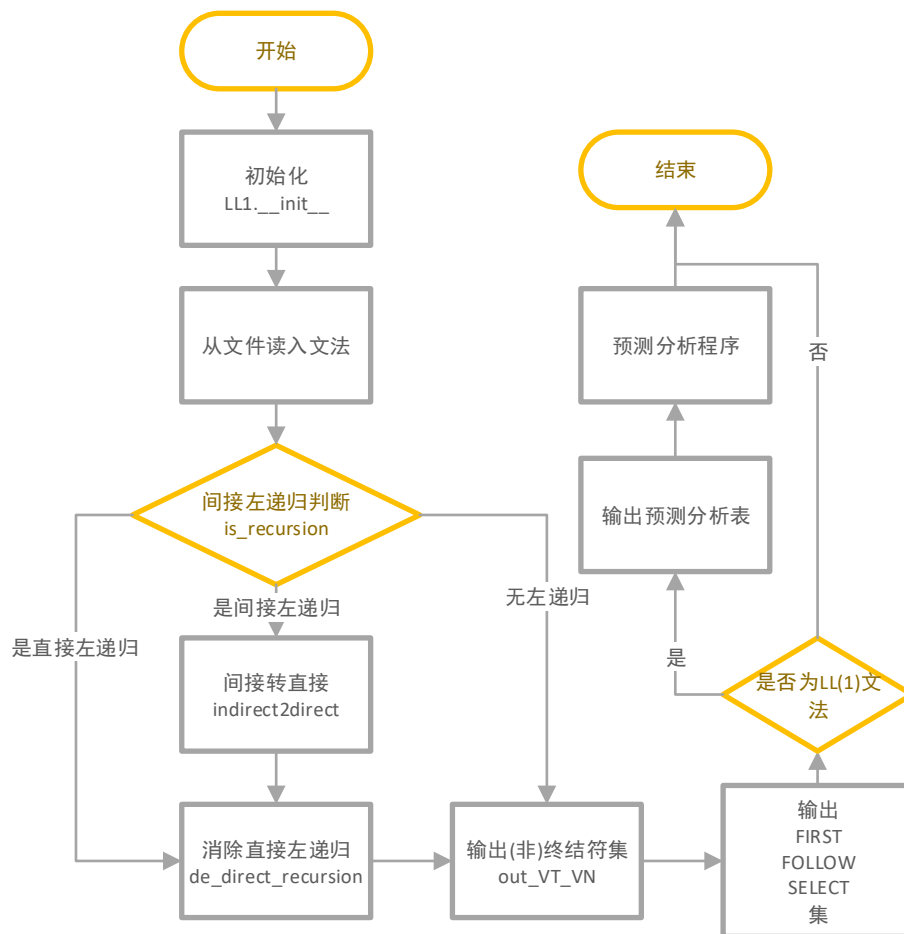 开始
初始化
LL1.__init__
从文件读入文法
间接左递归判断
is_recursion
是间接左递归
是直接左递归
无左递归
间接转直接
indirect2direct
消除直接左递归
de_direct_recursion
输出(非)终结符集
out_VT_VN
输出
FIRST
FOLLOW
SELECT
集
是否为LL(1)文
法
是
否
输出预测分析表
预测分析程序
结束